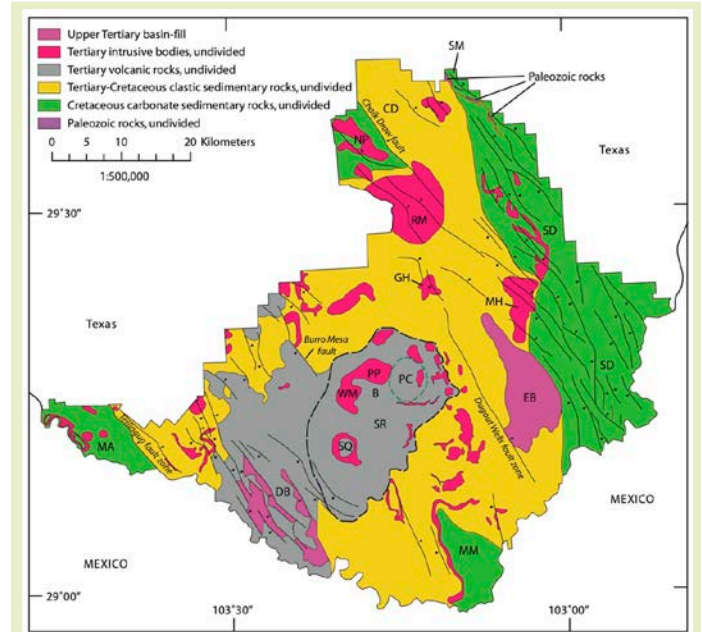 Upper Tertiary basin-fill
Tertiary intrusive bodies, undivided
Tertiary volcanic rocks, undivided
Tertiary-Cretaceous clastic sedimentary rocks, undivided
Cretaceous carbonate sedimentary rocks, undivided
Paleozoic rocks, undivided
0 5 10 20 Kilometers
1:500,000
SM
Paleozoic rocks
CD
Chalk Draw fault
NP
Texas
29°30'
RM
SD
GH
MH
Texas
Burro Mesa
fault
PP
PC
WM
B
EB
SD
SR
MA
fault zone
SQ
Dugout Wells fault zone
DB
MEXICO
MEXICO
MM
29°00'
103°30'
103°00'